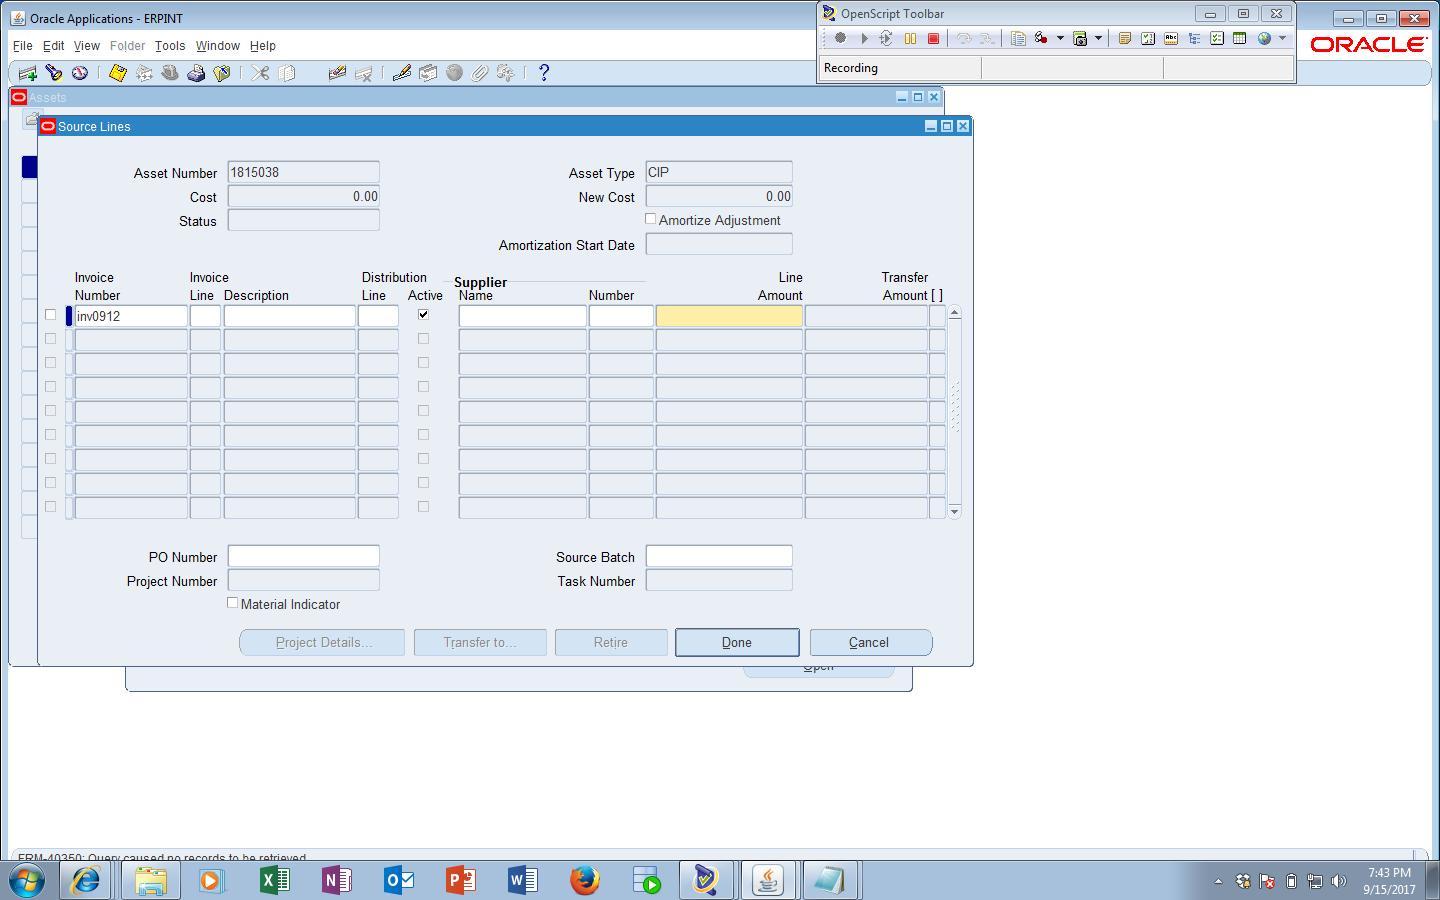 Oracle Applications - ERPINT
OpenScript Toolbar
File Edit View Folder Tools Window Help
ORACLE
Recording
Assets
Source Lines
Asset Number 1815038
Asset Type CIP
Cost 0.00
New Cost 0.00
Status
Amortize Adjustment
Amortization Start Date
Invoice Invoice Distribution Supplier Line Transfer
Number Line Description Line Active Name Number Amount Amount [ ]
inv0912
PO Number
Source Batch
Project Number
Task Number
Material Indicator
Project Details... Transfer to... Retire Done Cancel
Open
FRM-40350: Query caused no records to be retrieved
7:43 PM
9/15/2017